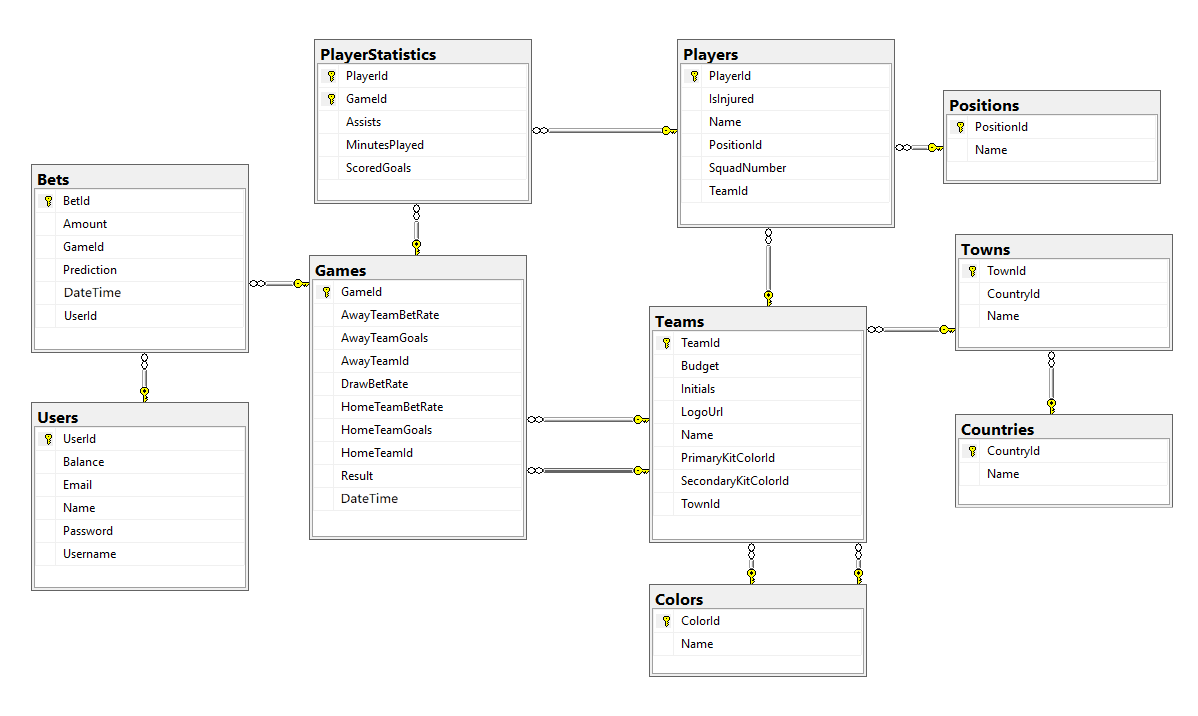 PlayerStatistics
PlayerId
GameId
Assists
MinutesPlayed
ScoredGoals
Players
PlayerId
IsInjured
Name
PositionId
SquadNumber
TeamId
Positions
PositionId
Name
Bets
BetId
Amount
GameId
Prediction
DateTime
UserId
Games
GameId
AwayTeamBetRate
AwayTeamGoals
AwayTeamId
DrawBetRate
HomeTeamBetRate
HomeTeamGoals
HomeTeamId
Result
DateTime
Towns
TownId
CountryId
Name
Teams
TeamId
Budget
Initials
LogoUrl
Name
PrimaryKitColorId
SecondaryKitColorId
TownId
Users
UserId
Balance
Email
Name
Password
Username
Countries
CountryId
Name
Colors
ColorId
Name